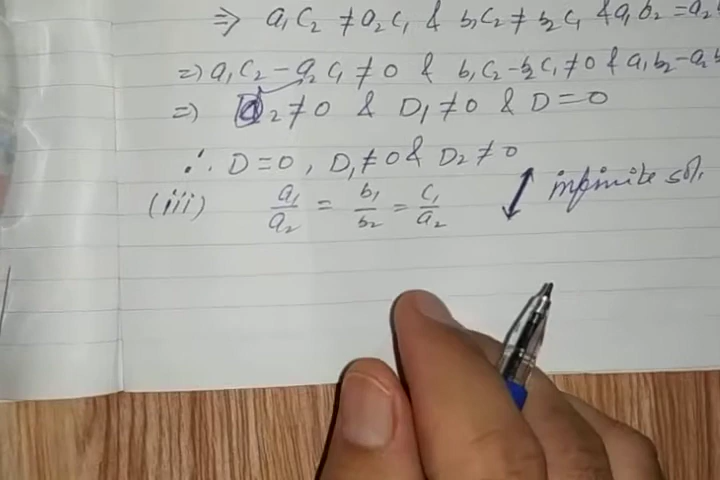 ⇒ a₁c₂ ≠ a₂c₁ & b₁c₂ ≠ b₂c₁ & a₁b₂ = a₂
⇒) a₁c₂ - a₂c₁ ≠ 0 & b₁c₂ - b₂c₁ ≠ 0 & a₁b₂ - a₂b
⇒) D₂ ≠ 0 & D₁ ≠ 0 & D = 0
∴ D = 0, D₁ ≠ 0 & D₂ ≠ 0
(iii) a₁/a₂ = b₁/b₂ = c₁/a₂ ↕ infinite sol.